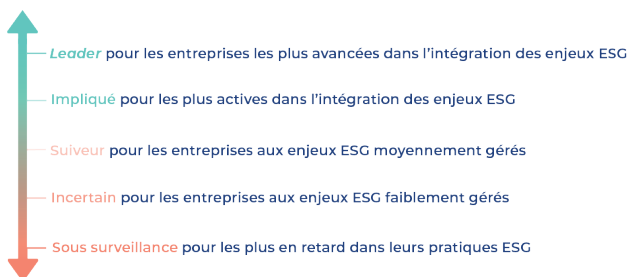 Leader pour les entreprises les plus avancées dans l’intégration des enjeux ESG
Impliqué pour les plus actives dans l’intégration des enjeux ESG
Suiveur pour les entreprises aux enjeux ESG moyennement gérés
Incertain pour les entreprises aux enjeux ESG faiblement gérés
Sous surveillance pour les plus en retard dans leurs pratiques ESG